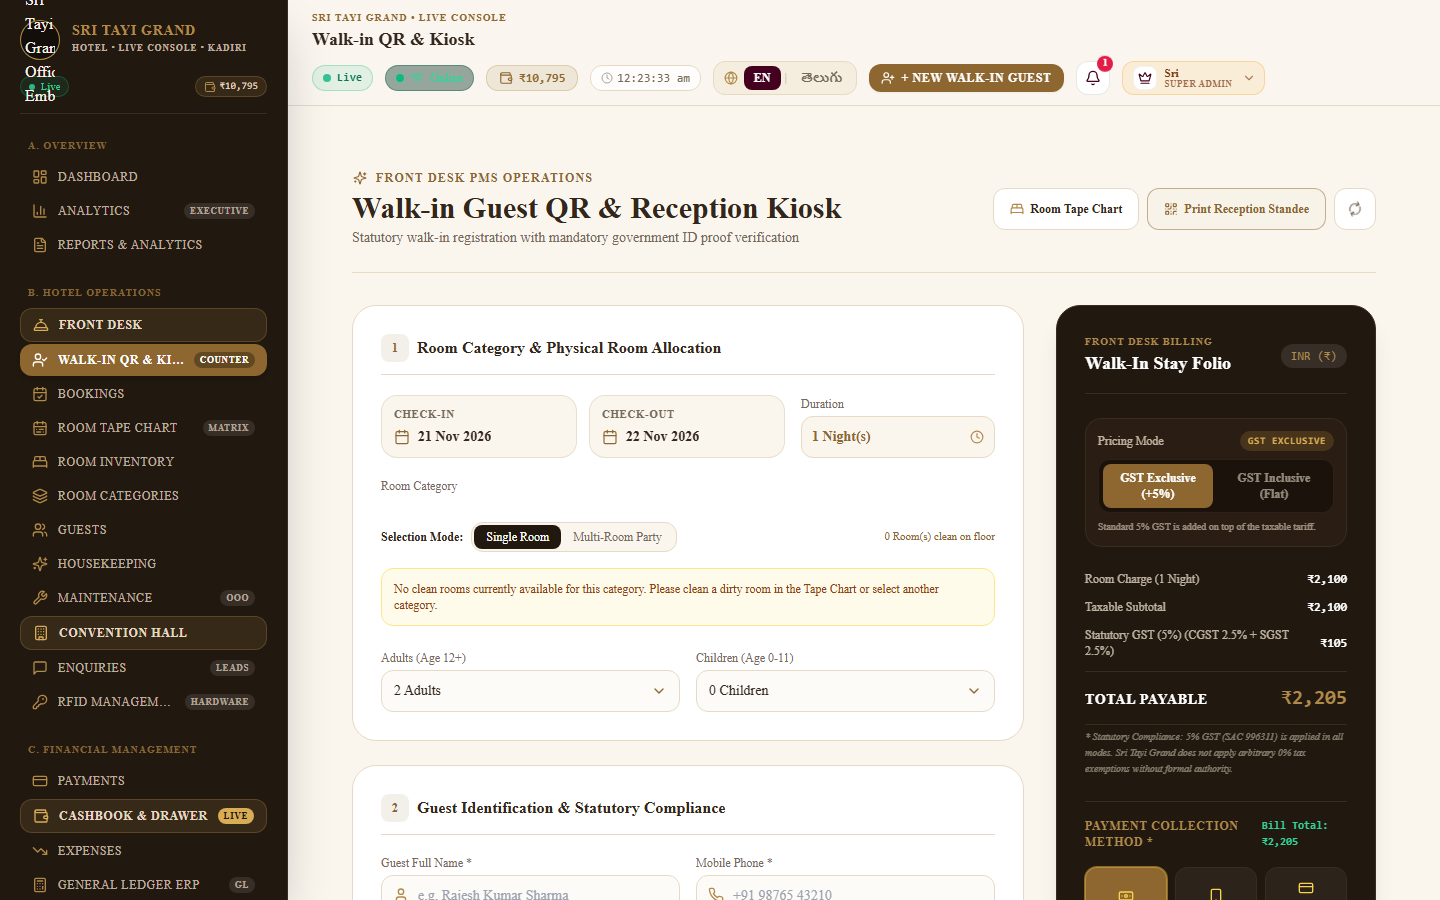 Sri
Tayi
Gran
Offic
Emb
SRI TAYI GRAND
HOTEL • LIVE CONSOLE • KADIRI
Live
₹10,795
A. OVERVIEW
DASHBOARD
ANALYTICS
EXECUTIVE
REPORTS & ANALYTICS
B. HOTEL OPERATIONS
FRONT DESK
WALK-IN QR & KI...
COUNTER
BOOKINGS
ROOM TAPE CHART
MATRIX
ROOM INVENTORY
ROOM CATEGORIES
GUESTS
HOUSEKEEPING
MAINTENANCE
OOO
CONVENTION HALL
ENQUIRIES
LEADS
RFID MANAGEM...
HARDWARE
C. FINANCIAL MANAGEMENT
PAYMENTS
CASHBOOK & DRAWER
LIVE
EXPENSES
GENERAL LEDGER ERP
GL
SRI TAYI GRAND • LIVE CONSOLE
Walk-in QR & Kiosk
Live
₹10,795
12:23:33 am
EN
|
తెలుగు
+ NEW WALK-IN GUEST
1
Sri
SUPER ADMIN
FRONT DESK PMS OPERATIONS
Walk-in Guest QR & Reception Kiosk
Statutory walk-in registration with mandatory government ID proof verification
Room Tape Chart
Print Reception Standee
1
Room Category & Physical Room Allocation
CHECK-IN
21 Nov 2026
CHECK-OUT
22 Nov 2026
Duration
1 Night(s)
Room Category
Selection Mode:
Single Room
Multi-Room Party
0 Room(s) clean on floor
No clean rooms currently available for this category. Please clean a dirty room in the Tape Chart or select another
category.
Adults (Age 12+)
2 Adults
Children (Age 0-11)
0 Children
2
Guest Identification & Statutory Compliance
Guest Full Name *
e.g. Rajesh Kumar Sharma
Mobile Phone *
+91 98765 43210
FRONT DESK BILLING
Walk-In Stay Folio
INR (₹)
Pricing Mode
GST EXCLUSIVE
GST Exclusive
(+5%)
GST Inclusive
(Flat)
Standard 5% GST is added on top of the taxable tariff.
Room Charge (1 Night)
₹2,100
Taxable Subtotal
₹2,100
Statutory GST (5%) (CGST 2.5% + SGST
2.5%)
₹105
TOTAL PAYABLE
₹2,205
* Statutory Compliance: 5% GST (SAC 996311) is applied in all
modes. Sri Tayi Grand does not apply arbitrary 0% tax
exemptions without formal authority.
PAYMENT COLLECTION
METHOD *
Bill Total:
₹2,205